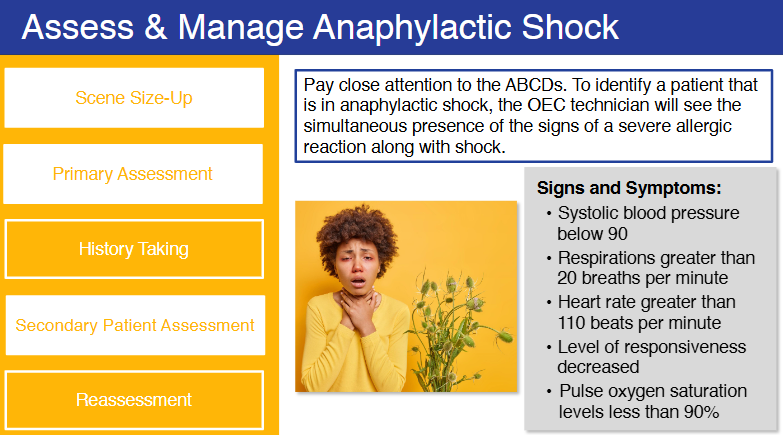 Assess & Manage Anaphylactic Shock
Scene Size-Up
Primary Assessment
History Taking
Secondary Patient Assessment
Reassessment
Pay close attention to the ABCDs. To identify a patient that
is in anaphylactic shock, the OEC technician will see the
simultaneous presence of the signs of a severe allergic
reaction along with shock.
Signs and Symptoms:
• Systolic blood pressure
below 90
• Respirations greater than
20 breaths per minute
• Heart rate greater than
110 beats per minute
• Level of responsiveness
decreased
• Pulse oxygen saturation
levels less than 90%